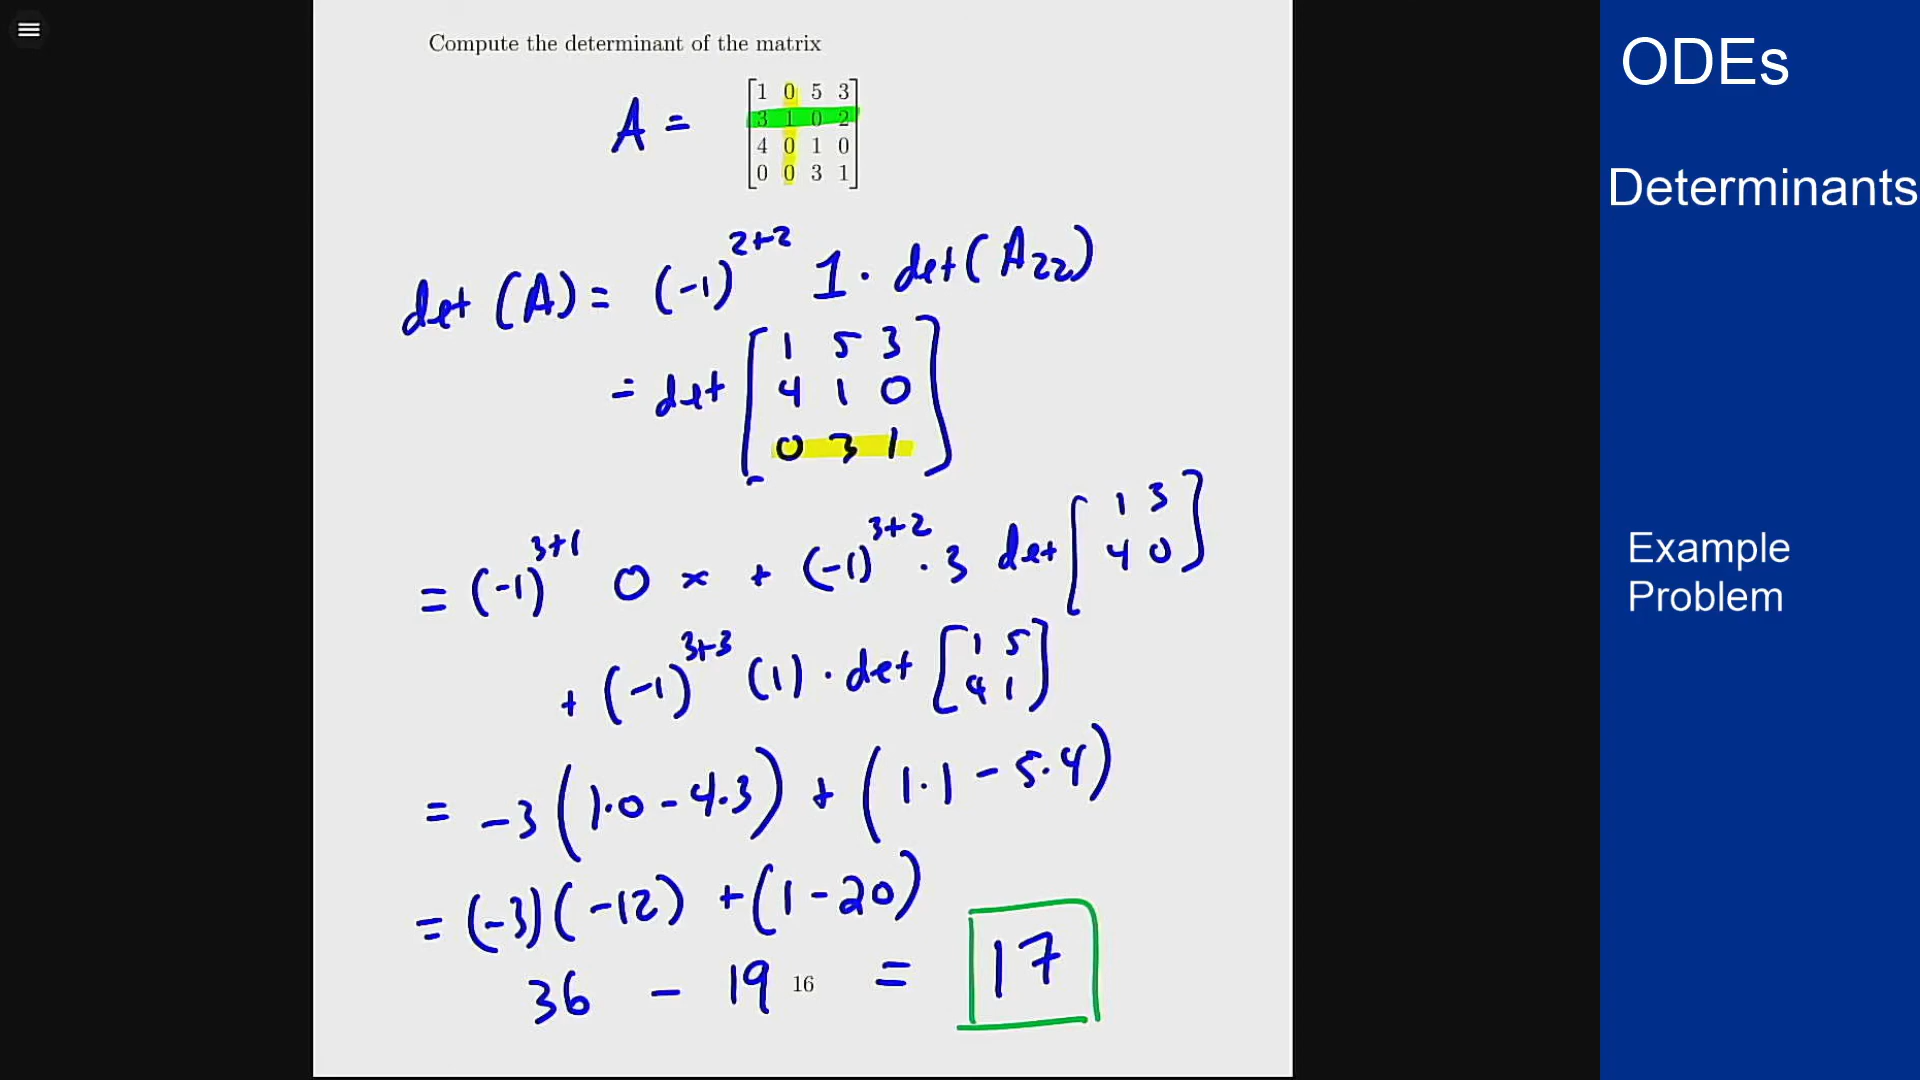 Compute the determinant of the matrix
A = [1 0 5 3
3 1 0 2
4 0 1 0
0 0 3 1]
det (A) = (-1)^{2+2} 1 · det(A_{22})
= det [1 5 3
4 1 0
0 3 1]
= (-1)^{3+1} 0 x + (-1)^{3+2} · 3 det [1 3
4 0]
+ (-1)^{3+3} (1) · det [1 5
4 1]
= -3 (1·0 - 4·3) + (1·1 - 5·4)
= (-3)(-12) + (1 - 20)
36 - 19 = 17
16
ODEs
Determinants
Example
Problem